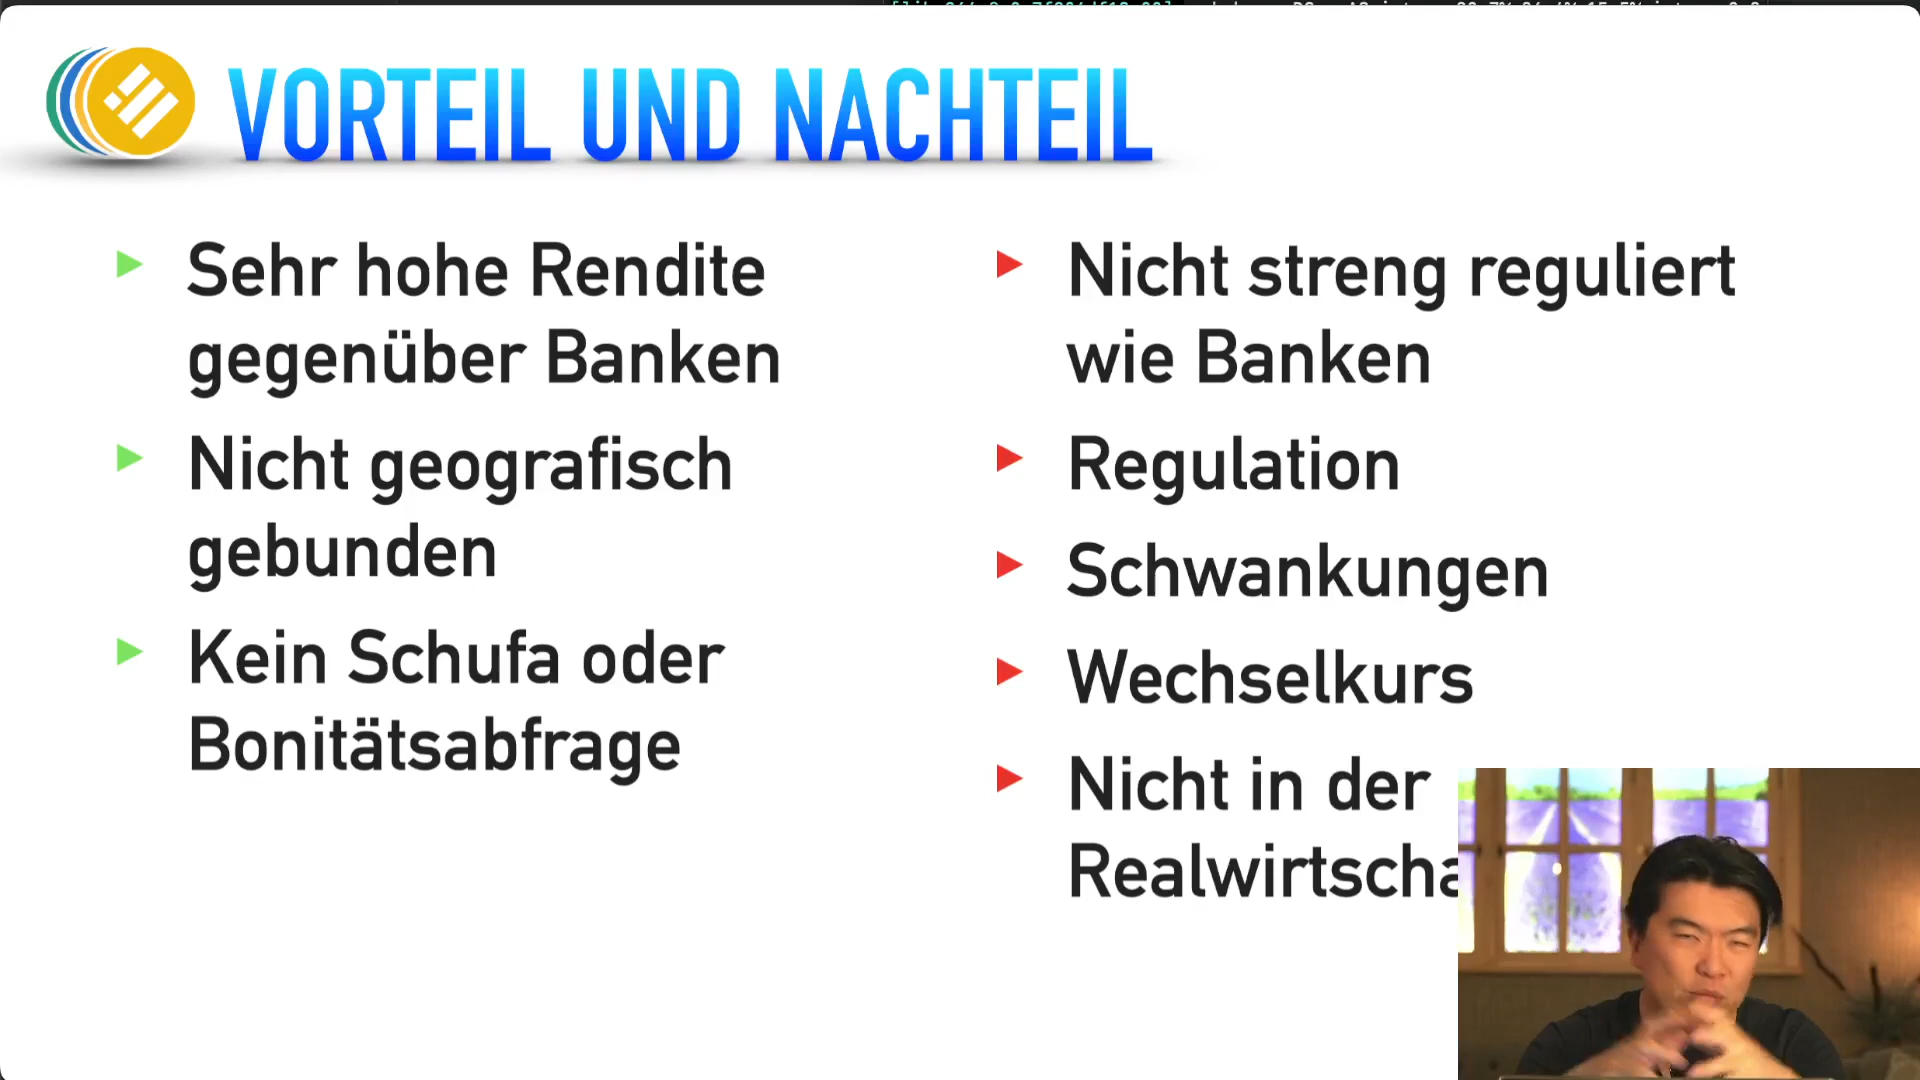 VORTEIL UND NACHTEIL
Sehr hohe Rendite
gegenüber Banken
Nicht geografisch
gebunden
Kein Schufa oder
Bonitätsabfrage
Nicht streng reguliert
wie Banken
Regulation
Schwankungen
Wechselkurs
Nicht in der
Realwirtscha